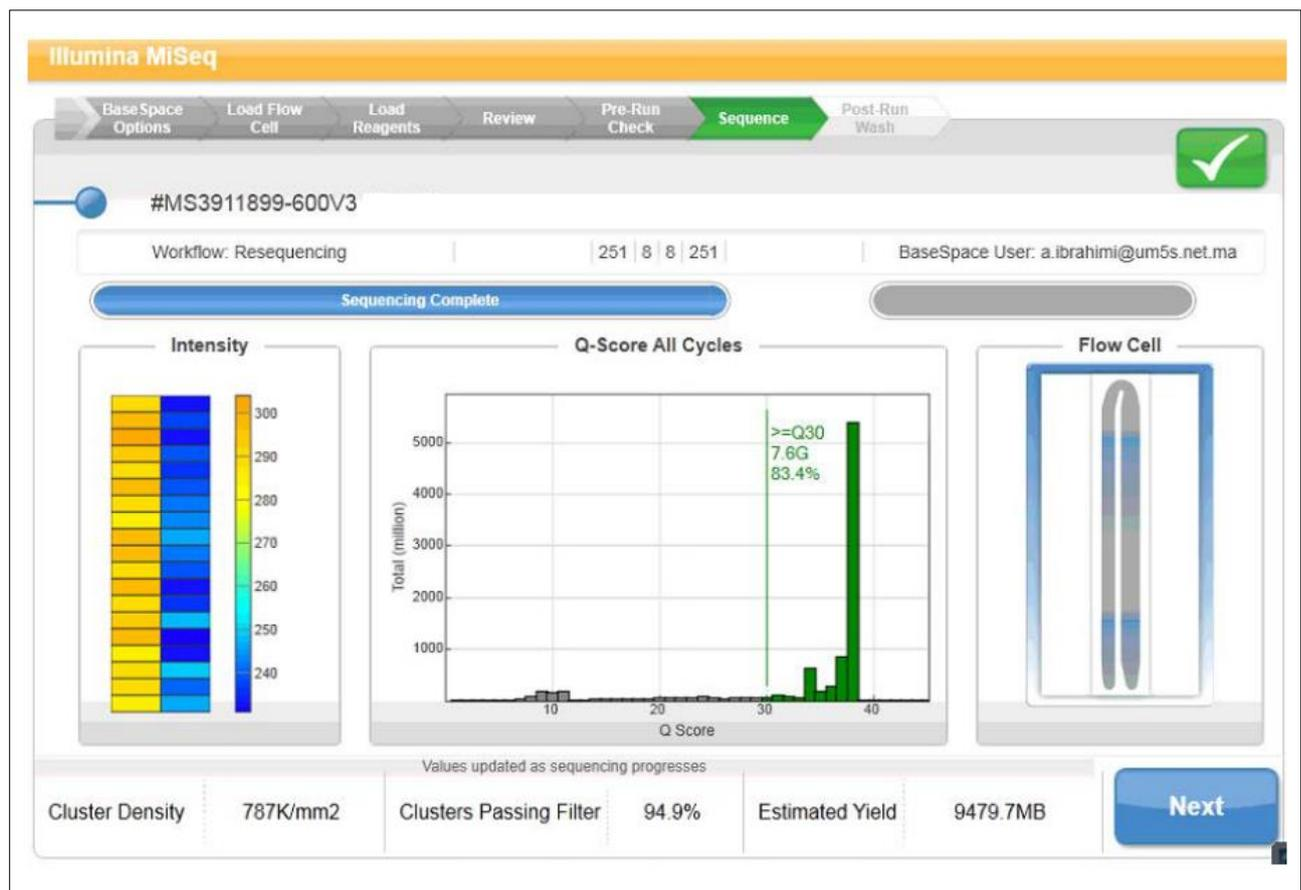 Illumina MiSeq
BaseSpace Options
Load Flow Cell
Load Reagents
Review
Pre-Run Check
Sequence
Post-Run Wash
#MS3911899-600V3
Workflow: Resequencing
251 | 8 | 8 | 251
BaseSpace User: a.ibrahimi@um5s.net.ma
Sequencing Complete
Intensity
300
290
280
270
260
250
240
Q-Score All Cycles
>=Q30
7.6G
83.4%
Total (million)
5000
4000
3000
2000
1000
10 20 30 40
Q Score
Flow Cell
Values updated as sequencing progresses
Cluster Density 787K/mm2 Clusters Passing Filter 94.9% Estimated Yield 9479.7MB
Next